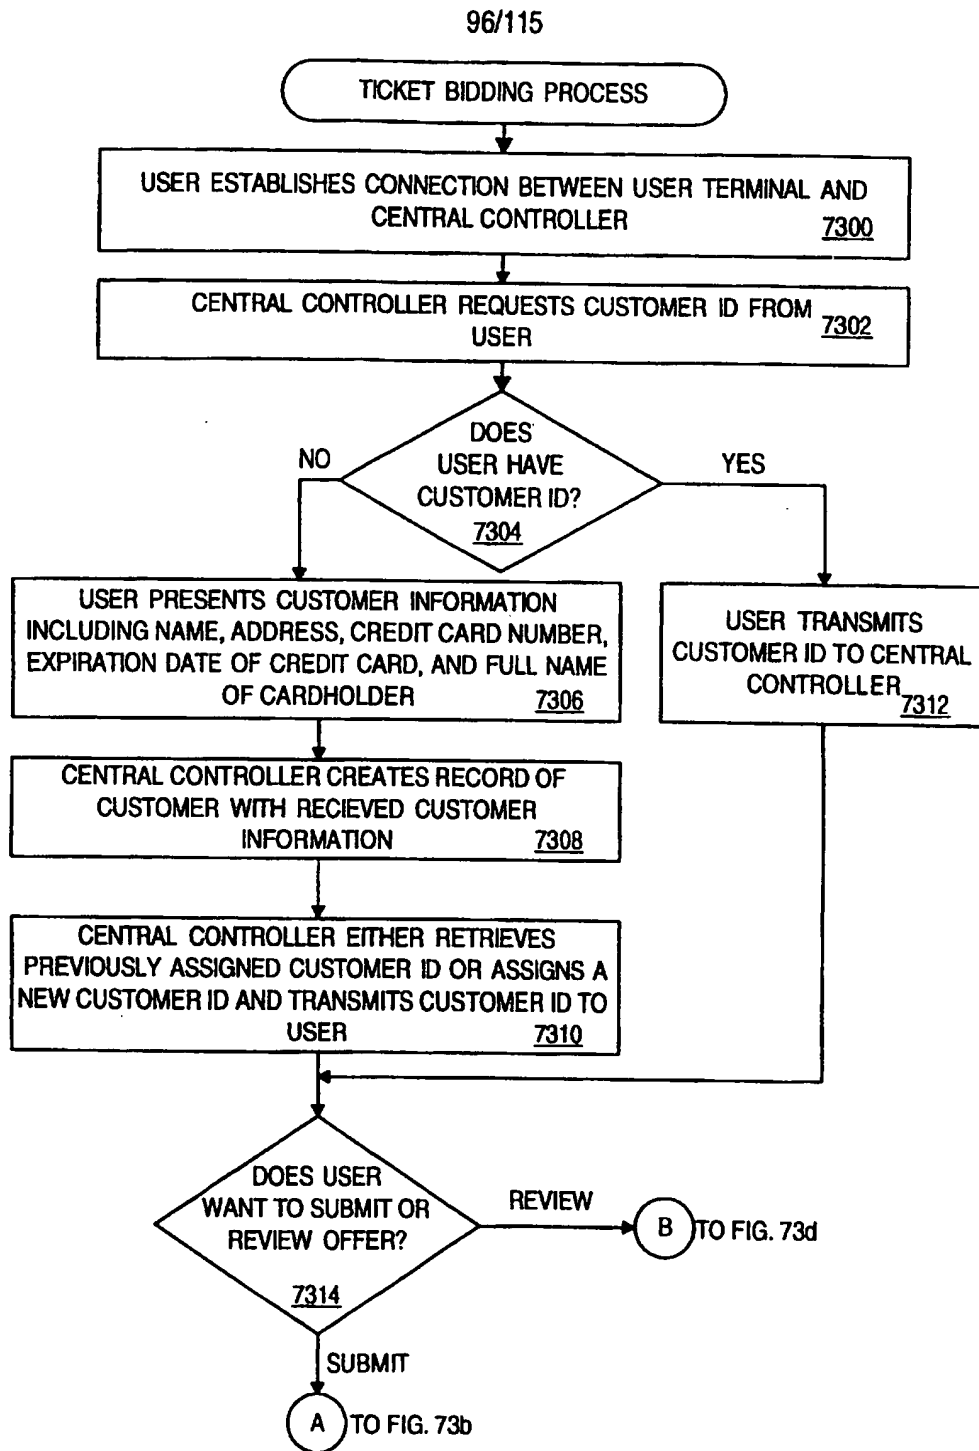 96/115
TICKET BIDDING PROCESS
USER ESTABLISHES CONNECTION BETWEEN USER TERMINAL AND
CENTRAL CONTROLLER 7300
CENTRAL CONTROLLER REQUESTS CUSTOMER ID FROM
USER 7302
DOES
USER HAVE
CUSTOMER ID?
7304
NO
YES
USER PRESENTS CUSTOMER INFORMATION
INCLUDING NAME, ADDRESS, CREDIT CARD NUMBER,
EXPIRATION DATE OF CREDIT CARD, AND FULL NAME
OF CARDHOLDER 7306
USER TRANSMITS
CUSTOMER ID TO CENTRAL
CONTROLLER 7312
CENTRAL CONTROLLER CREATES RECORD OF
CUSTOMER WITH RECIEVED CUSTOMER
INFORMATION 7308
CENTRAL CONTROLLER EITHER RETRIEVES
PREVIOUSLY ASSIGNED CUSTOMER ID OR ASSIGNS A
NEW CUSTOMER ID AND TRANSMITS CUSTOMER ID TO
USER 7310
DOES USER
WANT TO SUBMIT OR
REVIEW OFFER?
7314
REVIEW
B TO FIG. 73d
SUBMIT
A TO FIG. 73b